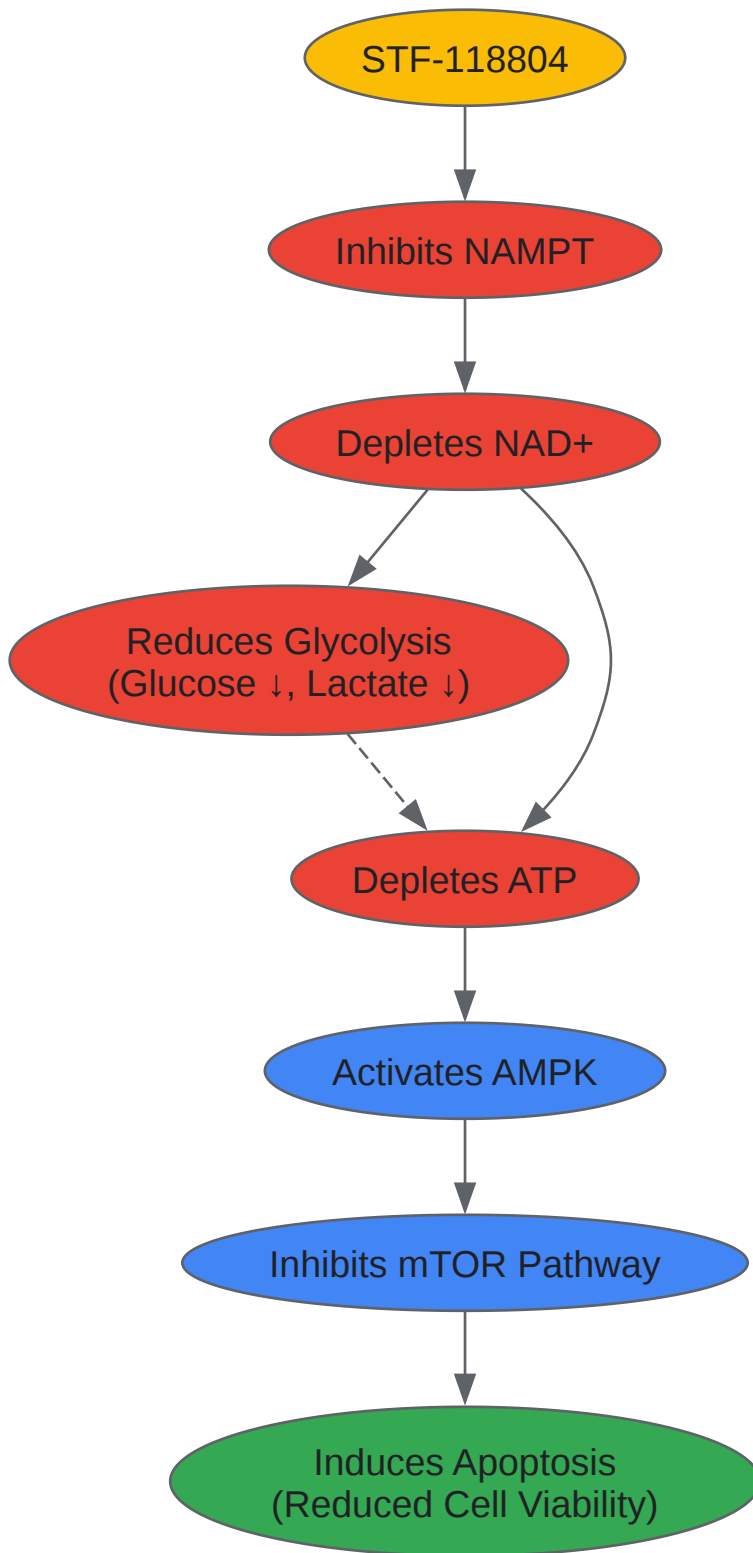 STF-118804
Inhibits NAMPT
Depletes NAD+
Reduces Glycolysis
(Glucose ↓, Lactate ↓)
Depletes ATP
Activates AMPK
Inhibits mTOR Pathway
Induces Apoptosis
(Reduced Cell Viability)